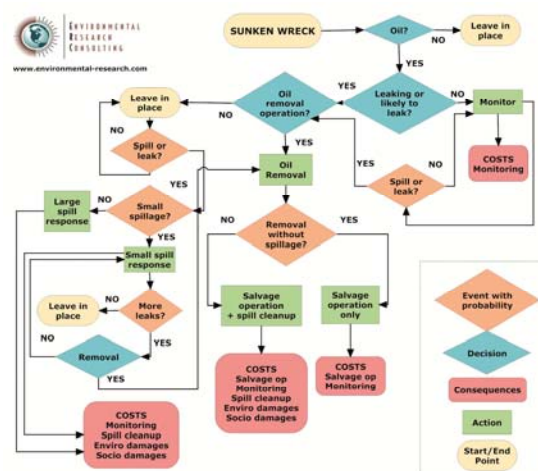 ENVIRONMENTAL
RESEARCH
CONSULTING
www.environmental-research.com
SUNKEN WRECK
Oil?
NO
Leave in
place
YES
Leave in
place
NO
Oil
removal
operation?
YES
Leaking or
likely to
leak?
NO
Monitor
NO
Spill or
leak?
YES
Oil
Removal
YES
Spill or
leak?
NO
COSTS
Monitoring
Large
spill
response
NO
Small
spillage?
YES
YES
NO
Removal
without
spillage?
YES
Small spill
response
Leave in
place
NO
More
leaks?
YES
NO
Removal
YES
Salvage
operation
+ spill cleanup
Salvage
operation
only
COSTS
Salvage op
Monitoring
Spill cleanup
Enviro damages
Socio damages
COSTS
Salvage op
Monitoring
COSTS
Monitoring
Spill cleanup
Enviro damages
Socio damages
Event with
probability
Decision
Consequences
Action
Start/End
Point